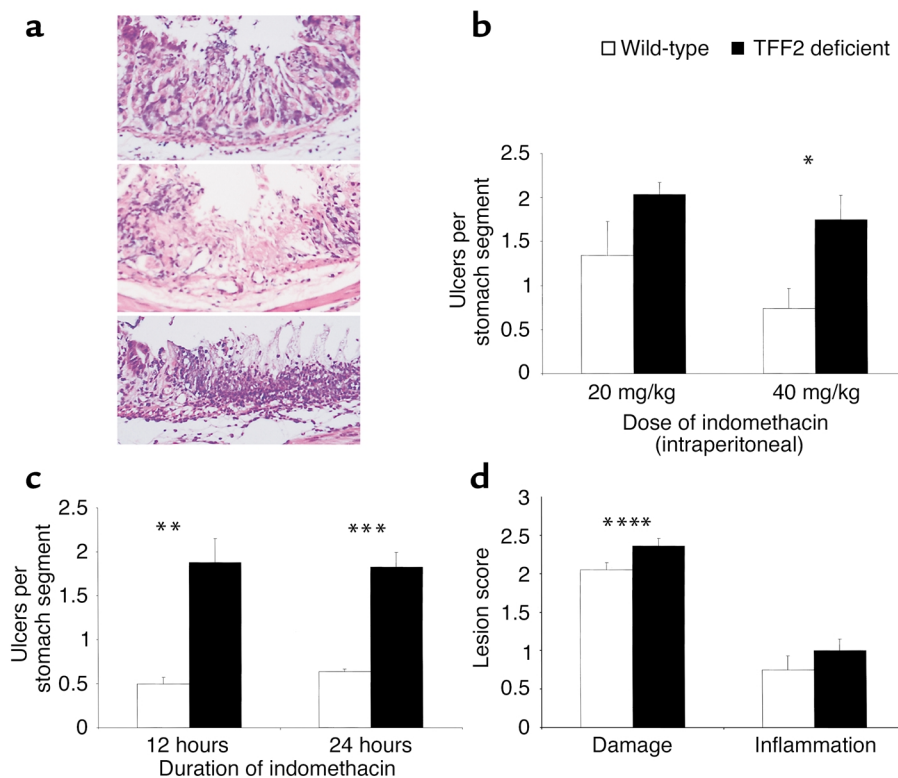 a
b
Wild-type TFF2 deficient
Ulcers per
stomach segment
2.5
2
1.5
1
0.5
0
*
20 mg/kg 40 mg/kg
Dose of indomethacin
(intraperitoneal)
c
Ulcers per
stomach segment
2.5
2
1.5
1
0.5
0
** ***
12 hours 24 hours
Duration of indomethacin
d
Lesion score
3
2.5
2
1.5
1
0.5
0
****
Damage Inflammation